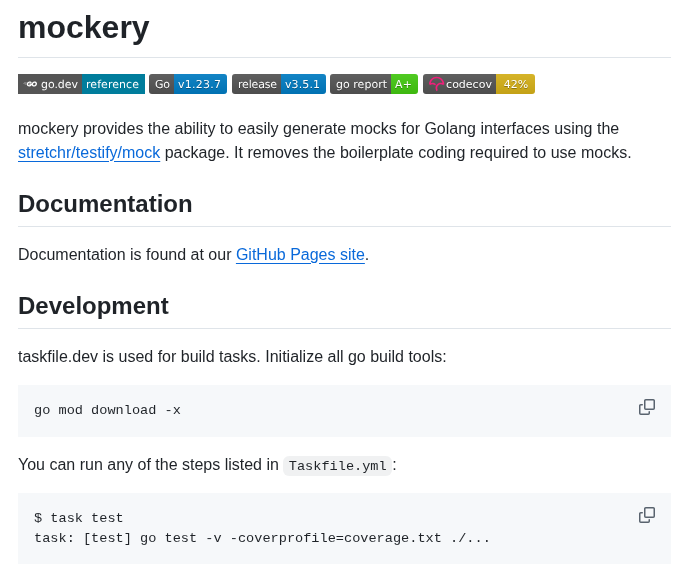 mockery
go.dev reference Go v1.23.7 release v3.5.1 go report A+ codecov 42%
mockery provides the ability to easily generate mocks for Golang interfaces using the
stretchr/testify/mock package. It removes the boilerplate coding required to use mocks.
Documentation
Documentation is found at our GitHub Pages site.
Development
taskfile.dev is used for build tasks. Initialize all go build tools:
go mod download -x
You can run any of the steps listed in Taskfile.yml:
$ task test
task: [test] go test -v -coverprofile=coverage.txt ./...